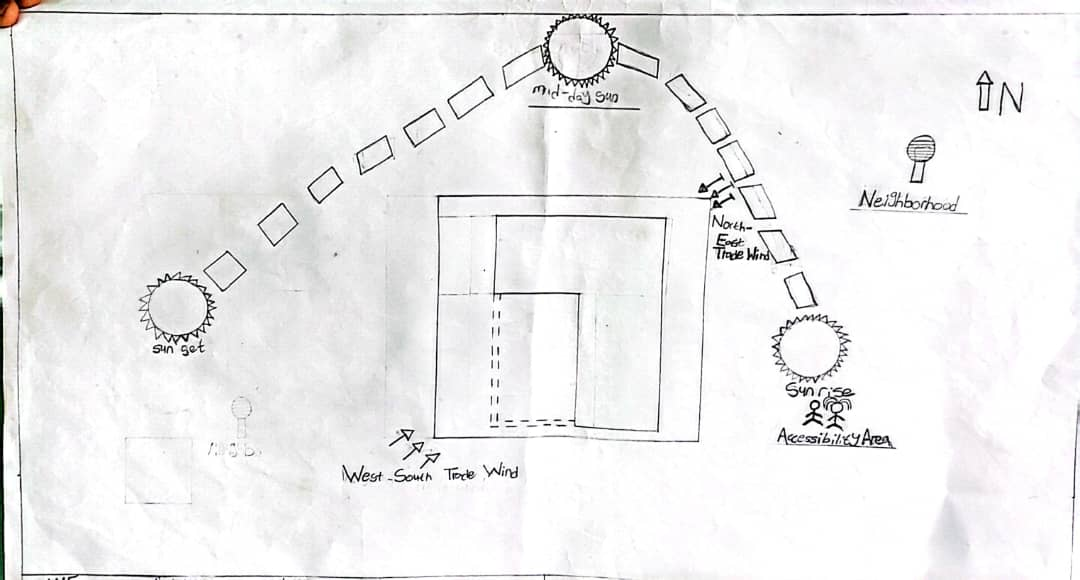 mid-day sun
N
Neighborhood
North-
East
Trade Wind
sun set
Sun rise
Accessibility Area
West-South Trade Wind